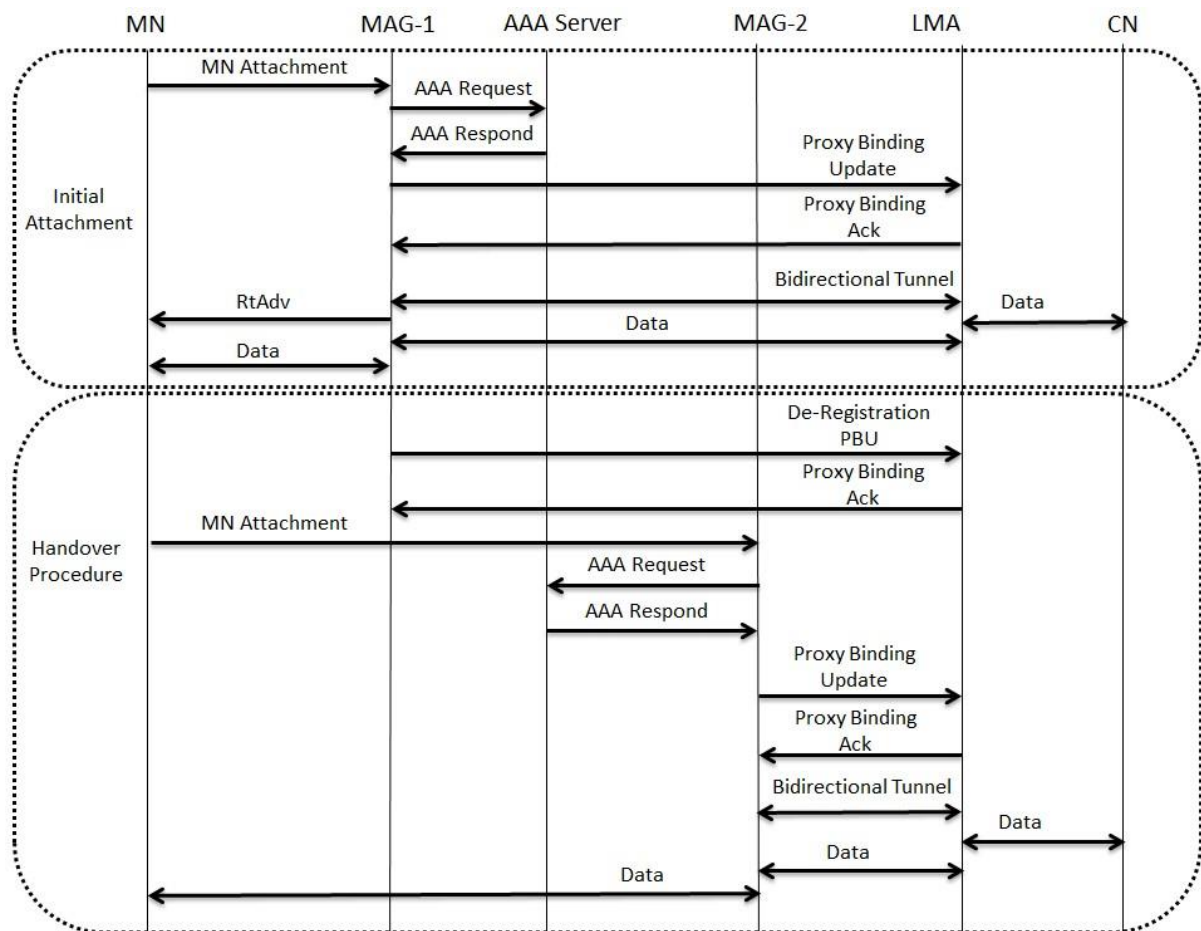 MN MAG-1 AAA Server MAG-2 LMA CN
MN Attachment
AAA Request
AAA Respond
Proxy Binding
Update
Initial
Attachment
Proxy Binding
Ack
Bidirectional Tunnel
RtAdv
Data
Data
Data
De-Registration
PBU
Proxy Binding
Ack
MN Attachment
Handover
Procedure
AAA Request
AAA Respond
Proxy Binding
Update
Proxy Binding
Ack
Bidirectional Tunnel
Data
Data
Data